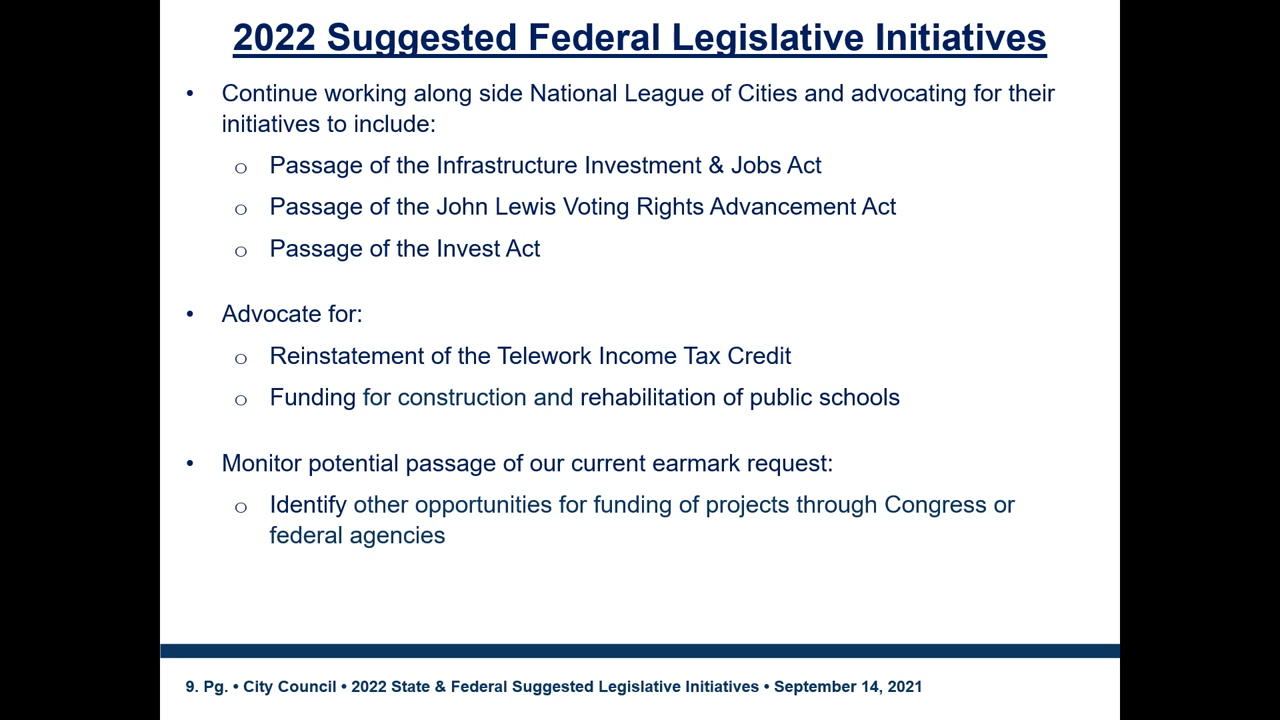 2022 Suggested Federal Legislative Initiatives
• Continue working along side National League of Cities and advocating for their
initiatives to include:
o Passage of the Infrastructure Investment & Jobs Act
o Passage of the John Lewis Voting Rights Advancement Act
o Passage of the Invest Act
• Advocate for:
o Reinstatement of the Telework Income Tax Credit
o Funding for construction and rehabilitation of public schools
• Monitor potential passage of our current earmark request:
o Identify other opportunities for funding of projects through Congress or
federal agencies
9. Pg. • City Council • 2022 State & Federal Suggested Legislative Initiatives • September 14, 2021